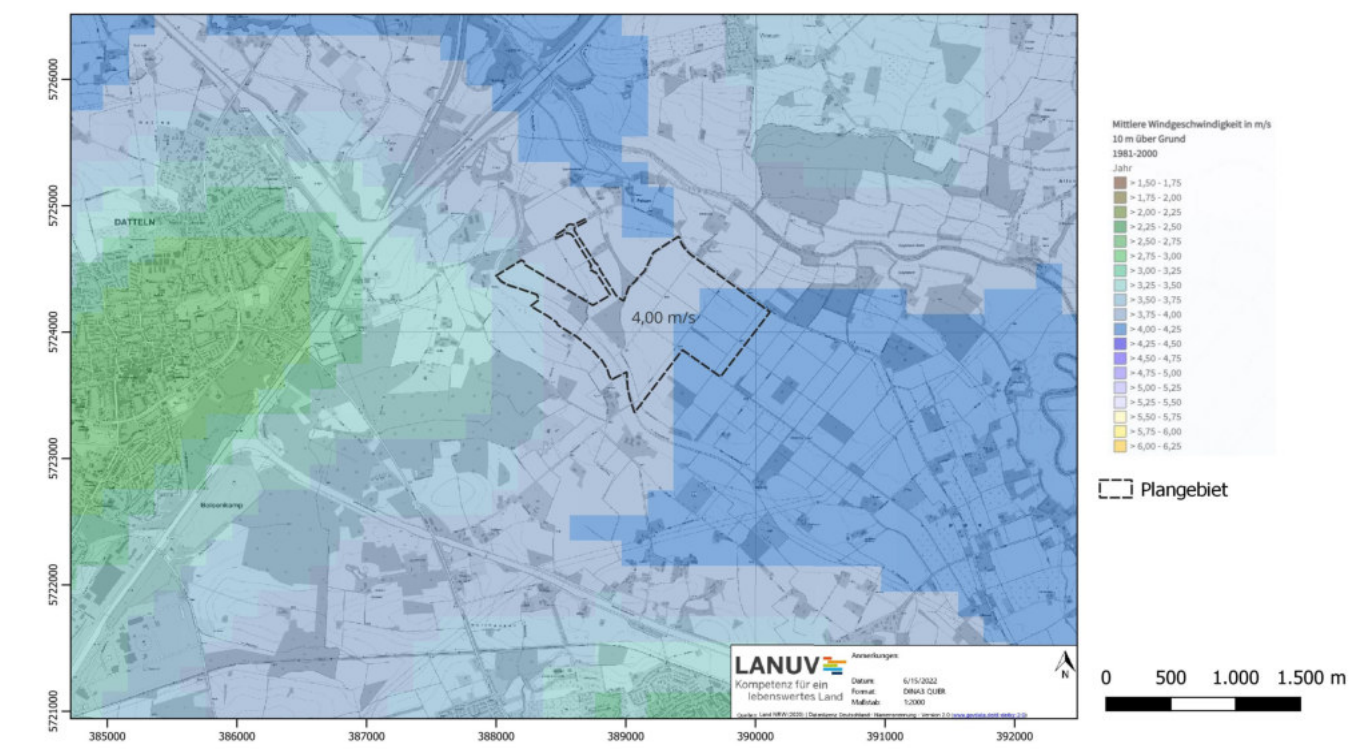 5726000
5725000
5724000
5723000
5722000
5721000
385000
386000
387000
388000
389000
390000
391000
392000
DATTELN
4,00 m/s
Mittlere Windgeschwindigkeit in m/s
10 m über Grund
1981-2000
Jahr
> 1,50 - 1,75
> 1,75 - 2,00
> 2,00 - 2,25
> 2,25 - 2,50
> 2,50 - 2,75
> 2,75 - 3,00
> 3,00 - 3,25
> 3,25 - 3,50
> 3,50 - 3,75
> 3,75 - 4,00
> 4,00 - 4,25
> 4,25 - 4,50
> 4,50 - 4,75
> 4,75 - 5,00
> 5,00 - 5,25
> 5,25 - 5,50
> 5,50 - 5,75
> 5,75 - 6,00
> 6,00 - 6,25
Plangebiet
LANUV
Kompetenz für ein
lebenswertes Land
Anmerkungen:
Datum: 6/15/2022
Format: DINA3 QUER
Maßstab: 1:2000
N
0 500 1.000 1.500 m